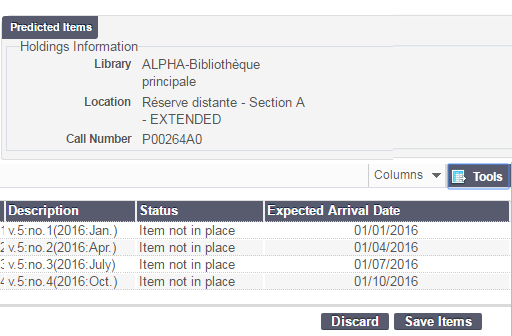 Predicted Items
Holdings Information
Library ALPHA-Bibliothèque
principale
Location Réserve distante - Section A
- EXTENDED
Call Number P00264A0
Columns Tools
Description Status Expected Arrival Date
1 v.5:no.1(2016:Jan.) Item not in place 01/01/2016
2 v.5:no.2(2016:Apr.) Item not in place 01/04/2016
3 v.5:no.3(2016:July) Item not in place 01/07/2016
4 v.5:no.4(2016:Oct.) Item not in place 01/10/2016
Discard Save Items